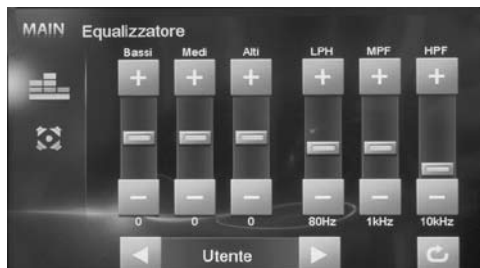 MAIN Equalizzatore
Bassi Medi Alti LPH MPF HPF
+ + + + + +
− − − − − −
0 0 0 80Hz 1kHz 10kHz
Utente